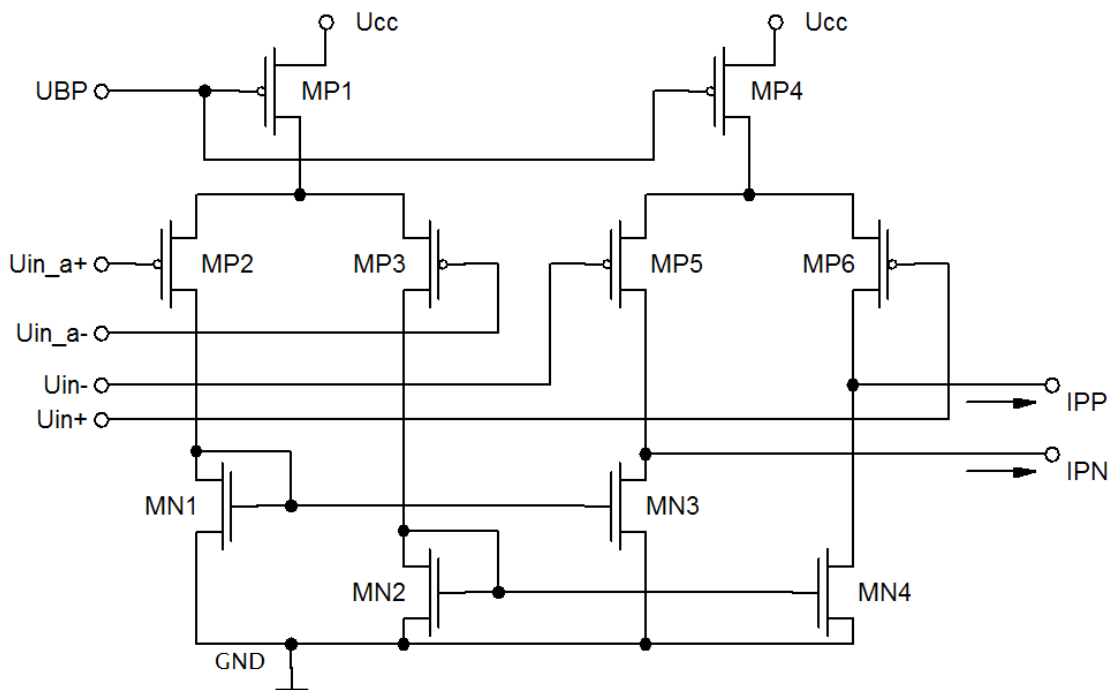 Ucc
Ucc
UBP
MP1
MP4
Uin_a+
MP2
MP3
MP5
MP6
Uin_a-
Uin-
Uin+
IPP
IPN
MN1
MN3
MN2
MN4
GND